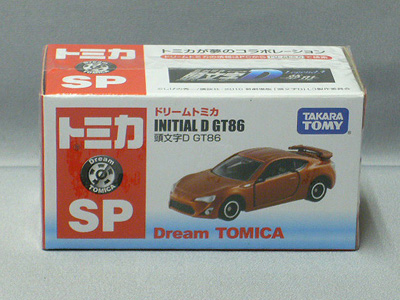 トミカ
SP
トミカが夢のコラボレーション
頭文字D Legend1
トミカ
Dream
TOMICA
SP
ドリームトミカ
INITIAL D GT86
頭文字D GT86
TAKARA
TOMY
Dream TOMICA